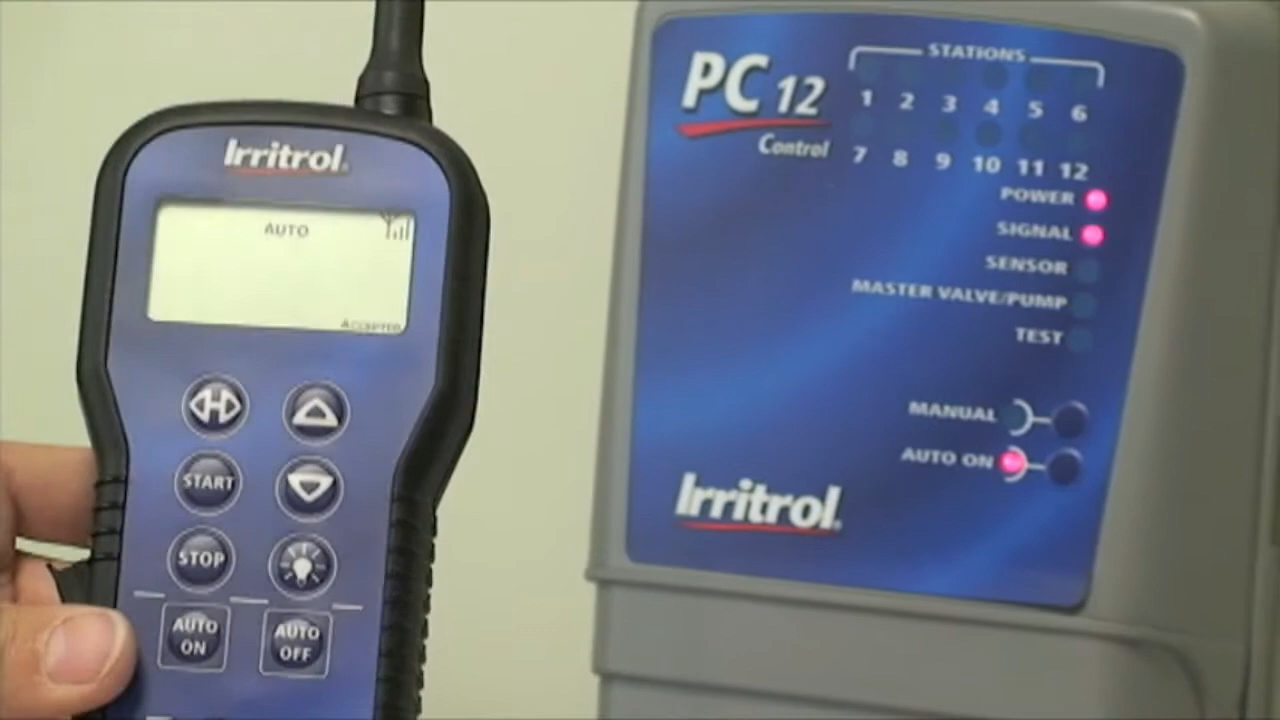 Irritrol
AUTO
ACCEPTED
START
STOP
AUTO ON
AUTO OFF
PC 12
Control
STATIONS
1 2 3 4 5 6
7 8 9 10 11 12
POWER
SIGNAL
SENSOR
MASTER VALVE/PUMP
TEST
MANUAL
AUTO ON
Irritrol